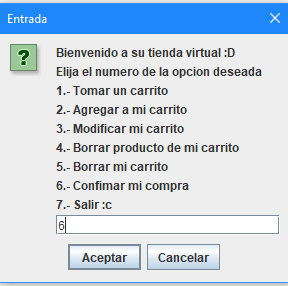 Entrada
Bienvenido a su tienda virtual :D
Elija el numero de la opcion deseada
1.- Tomar un carrito
2.- Agregar a mi carrito
3.- Modificar mi carrito
4.- Borrar producto de mi carrito
5.- Borrar mi carrito
6.- Confimar mi compra
7.- Salir :c
6
Aceptar Cancelar